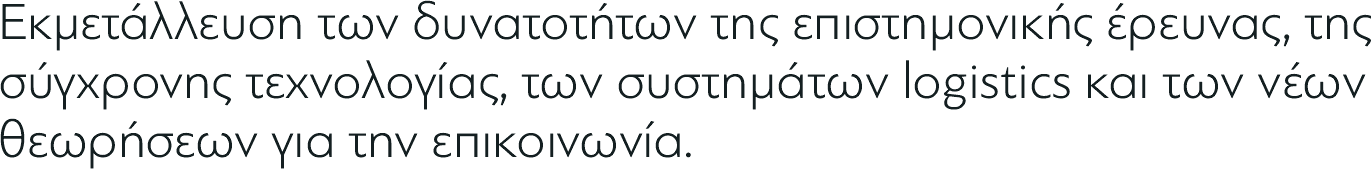 Εκμετάλλευση των δυνατοτήτων της επιστημονικής έρευνας, της
σύγχρονης τεχνολογίας, των συστημάτων logistics και των νέων
θεωρήσεων για την επικοινωνία.